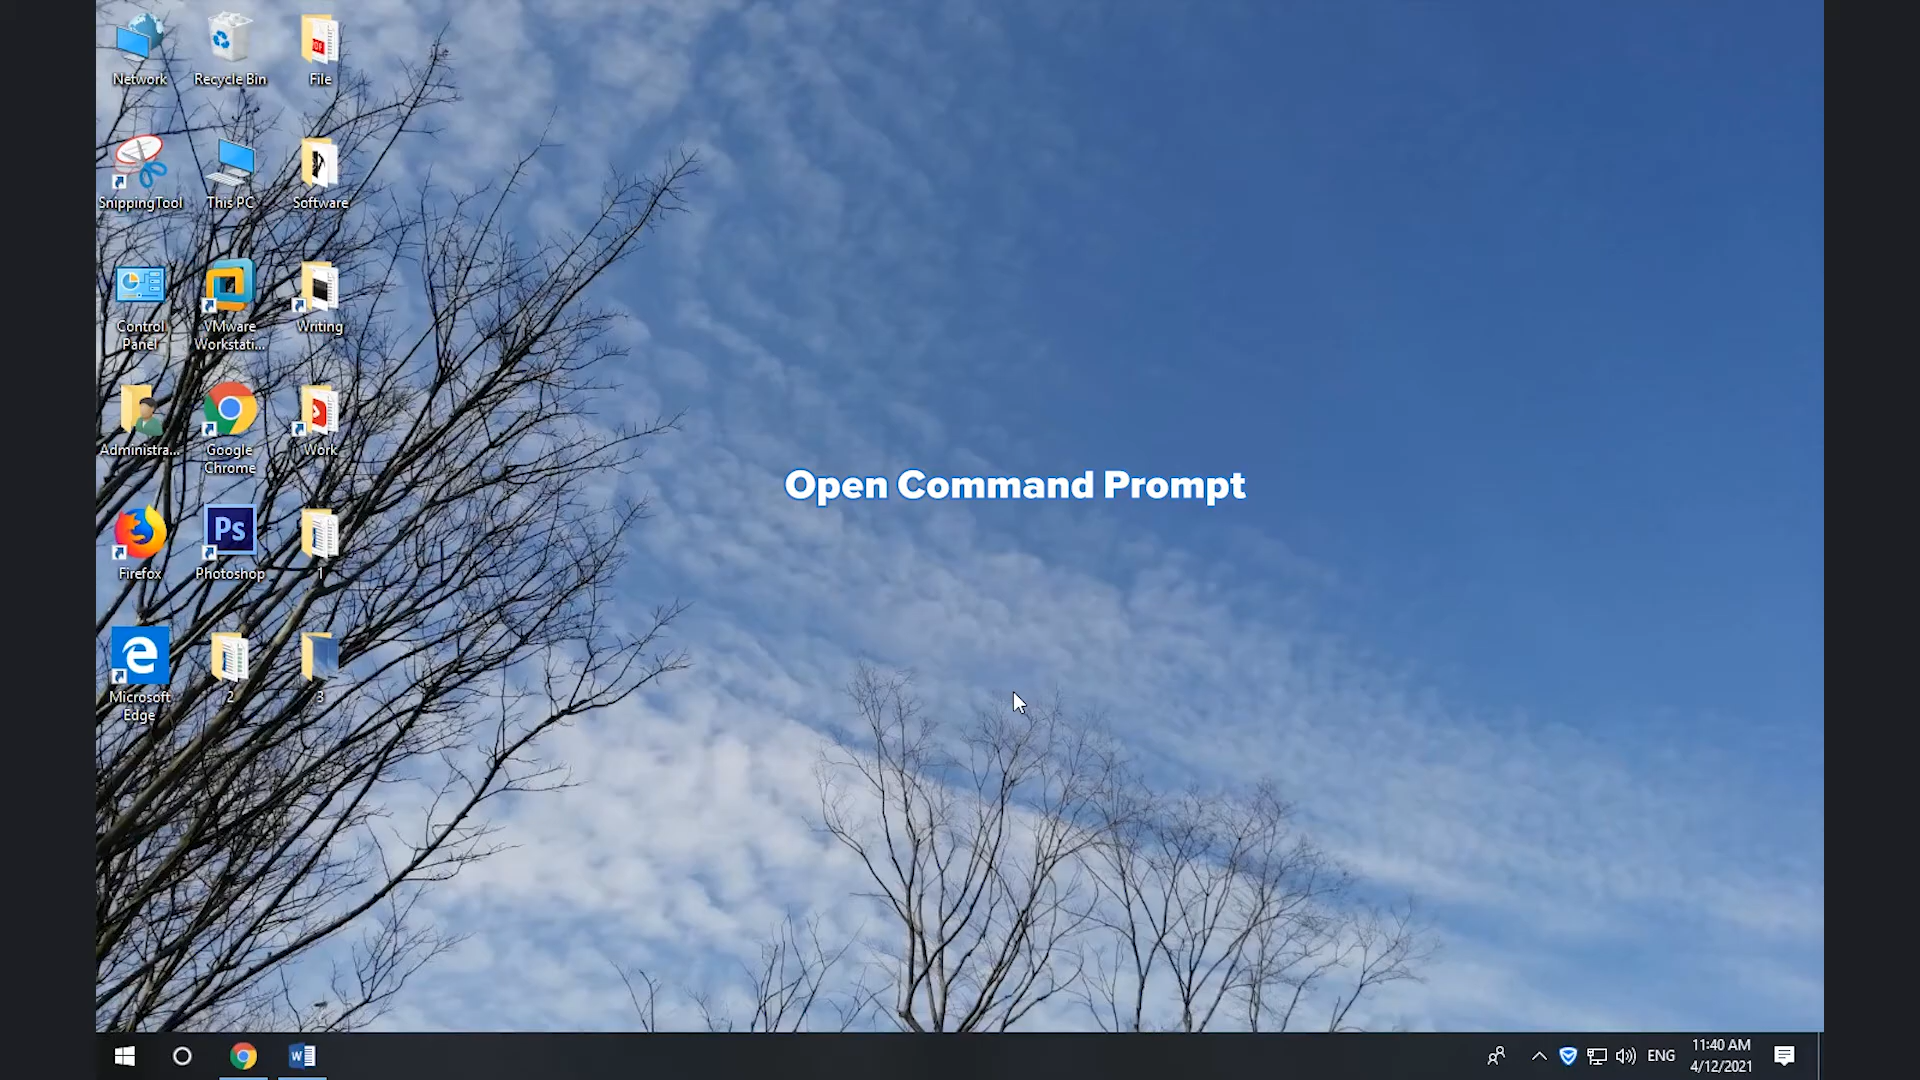 Network
Recycle Bin
File
SnippingTool
This PC
Software
Control
Panel
VMware
Workstati...
Writing
Administra...
Google
Chrome
Work
Firefox
Ps
Photoshop
1
Microsoft
Edge
2
3
Open Command Prompt
W
ENG
11:40 AM
4/12/2021